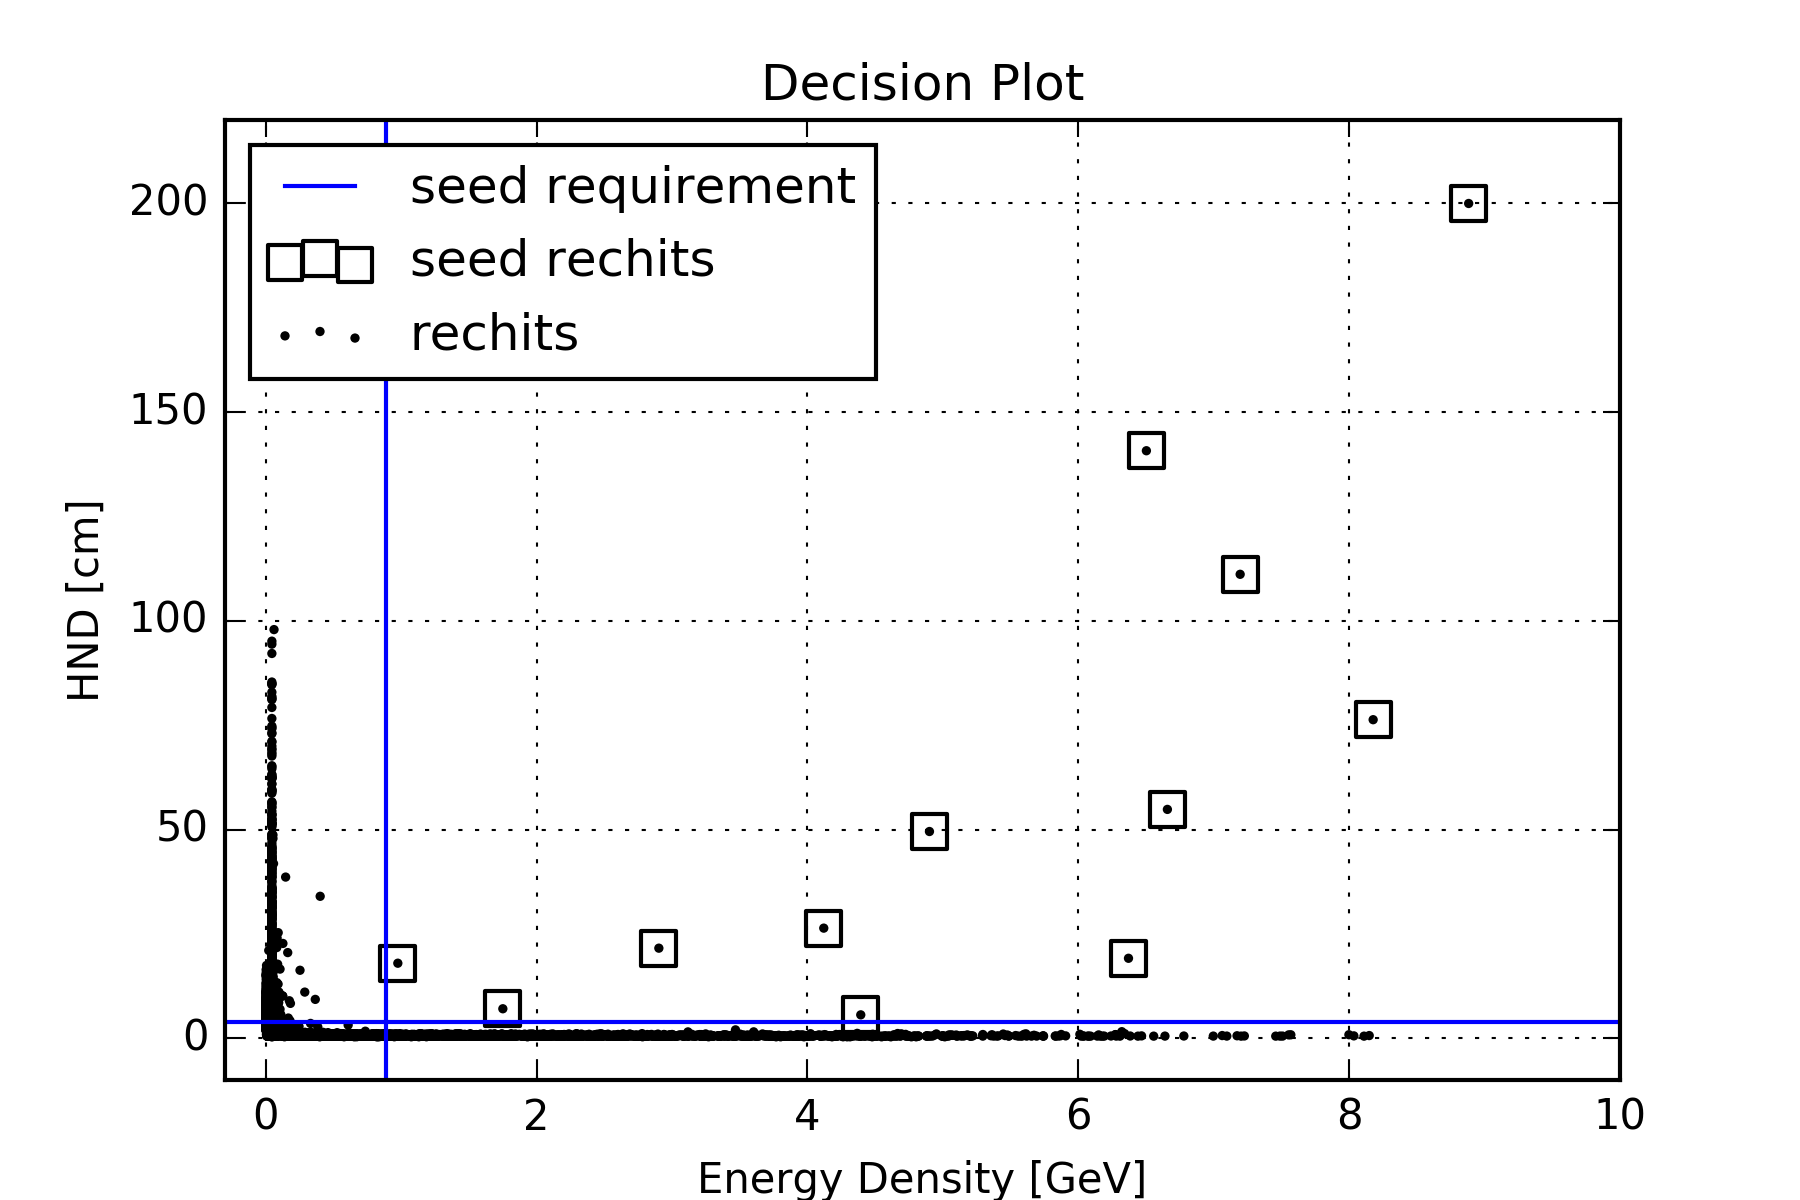 Decision Plot
seed requirement
seed rechits
rechits
200
150
100
50
0
HND [cm]
0 2 4 6 8 10
Energy Density [GeV]